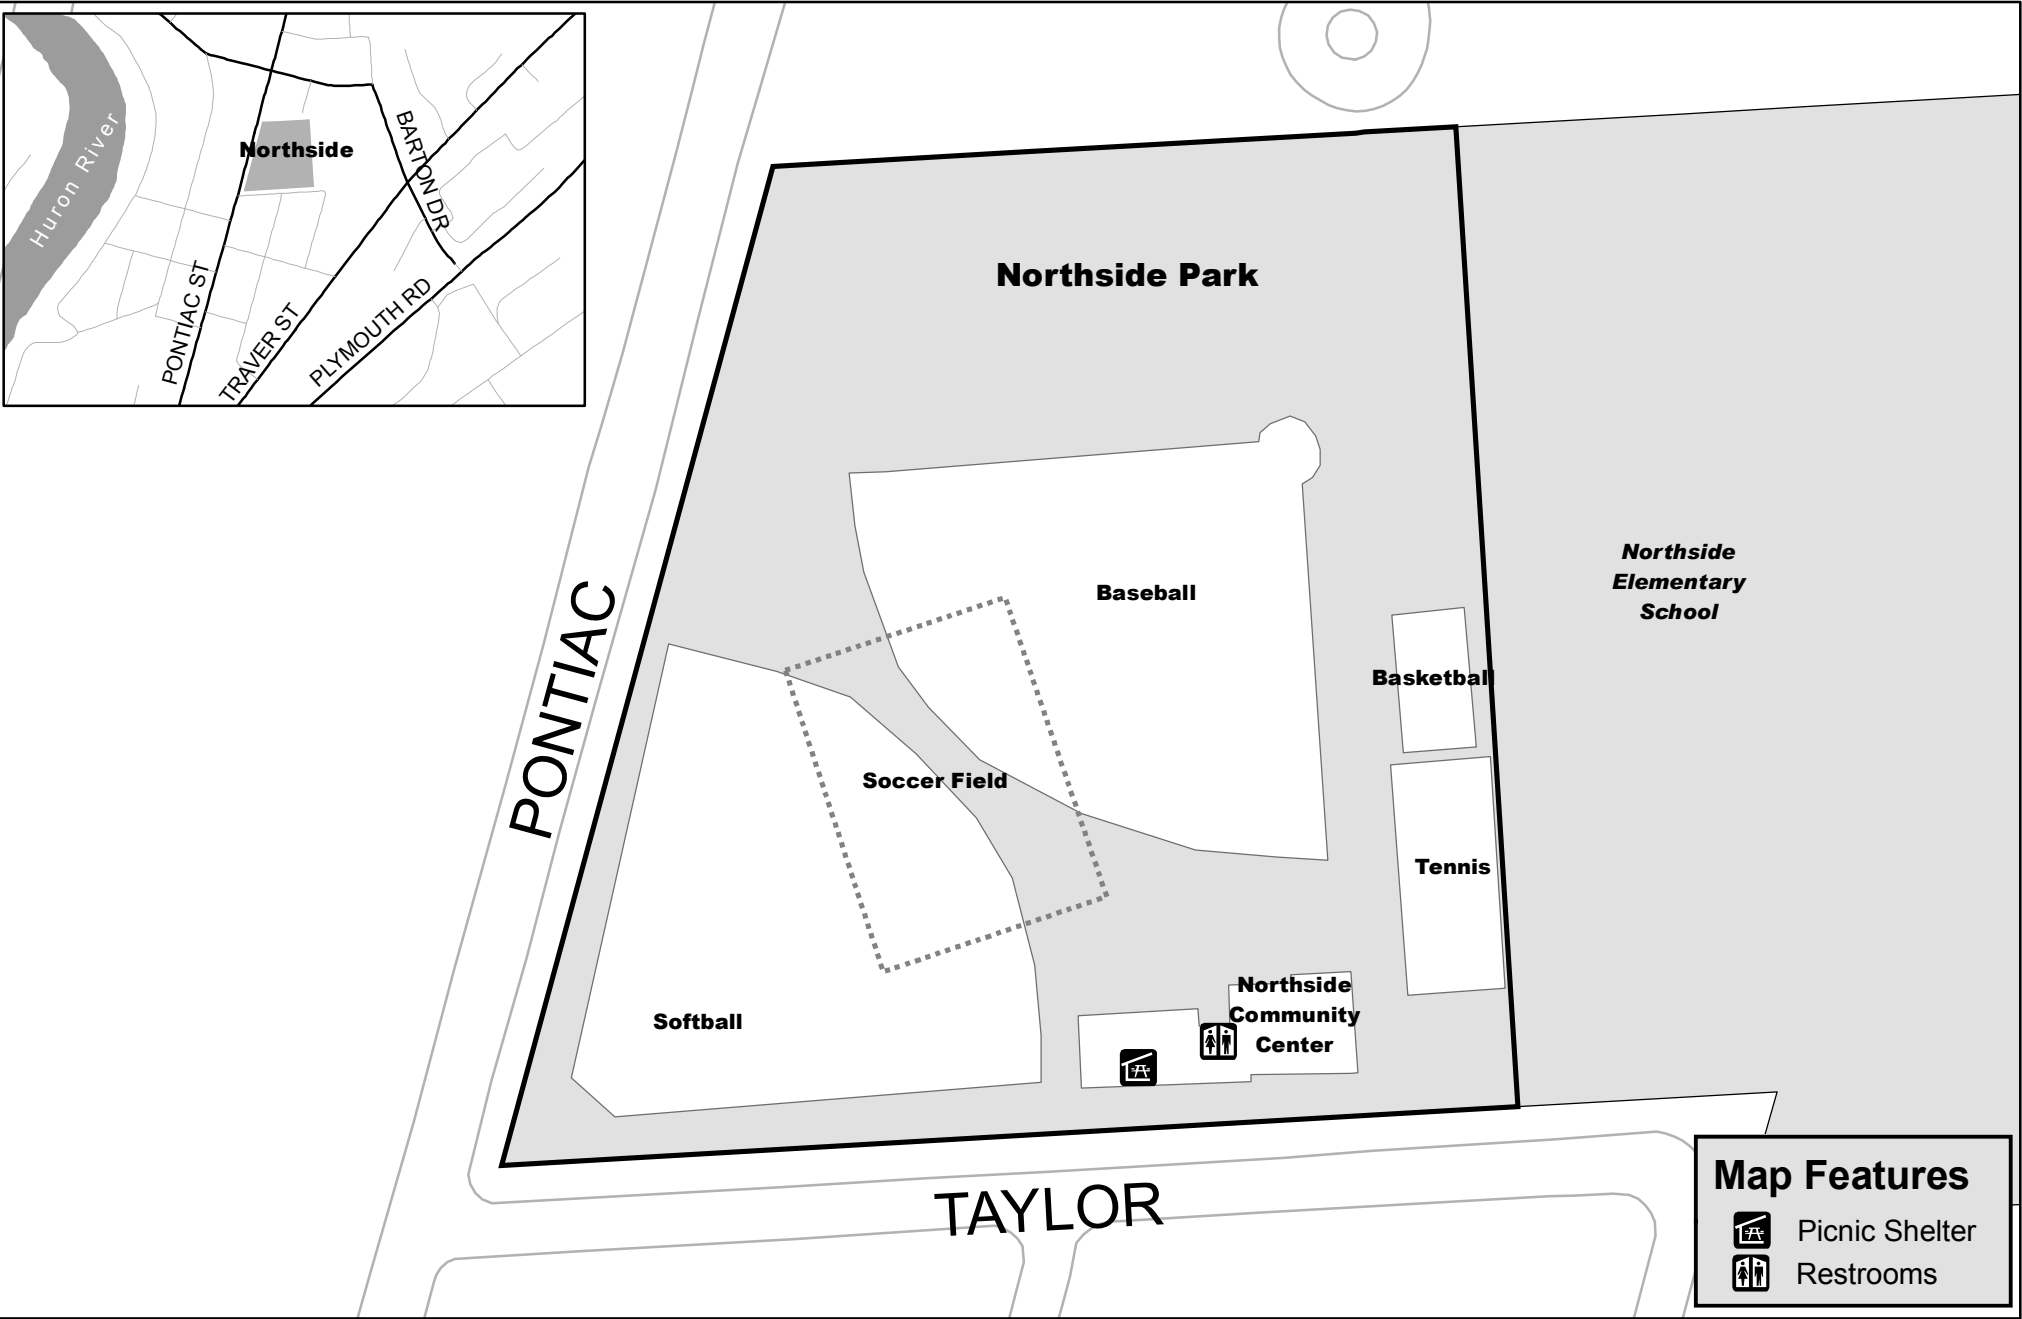 Huron River
Northside
BARTON DR
PONTIAC ST
TRAVER ST
PLYMOUTH RD
Northside Park
PONTIAC
Baseball
Northside
Elementary
School
Basketball
Soccer Field
Tennis
Softball
Northside
Community
Center
TAYLOR
Map Features
Picnic Shelter
Restrooms